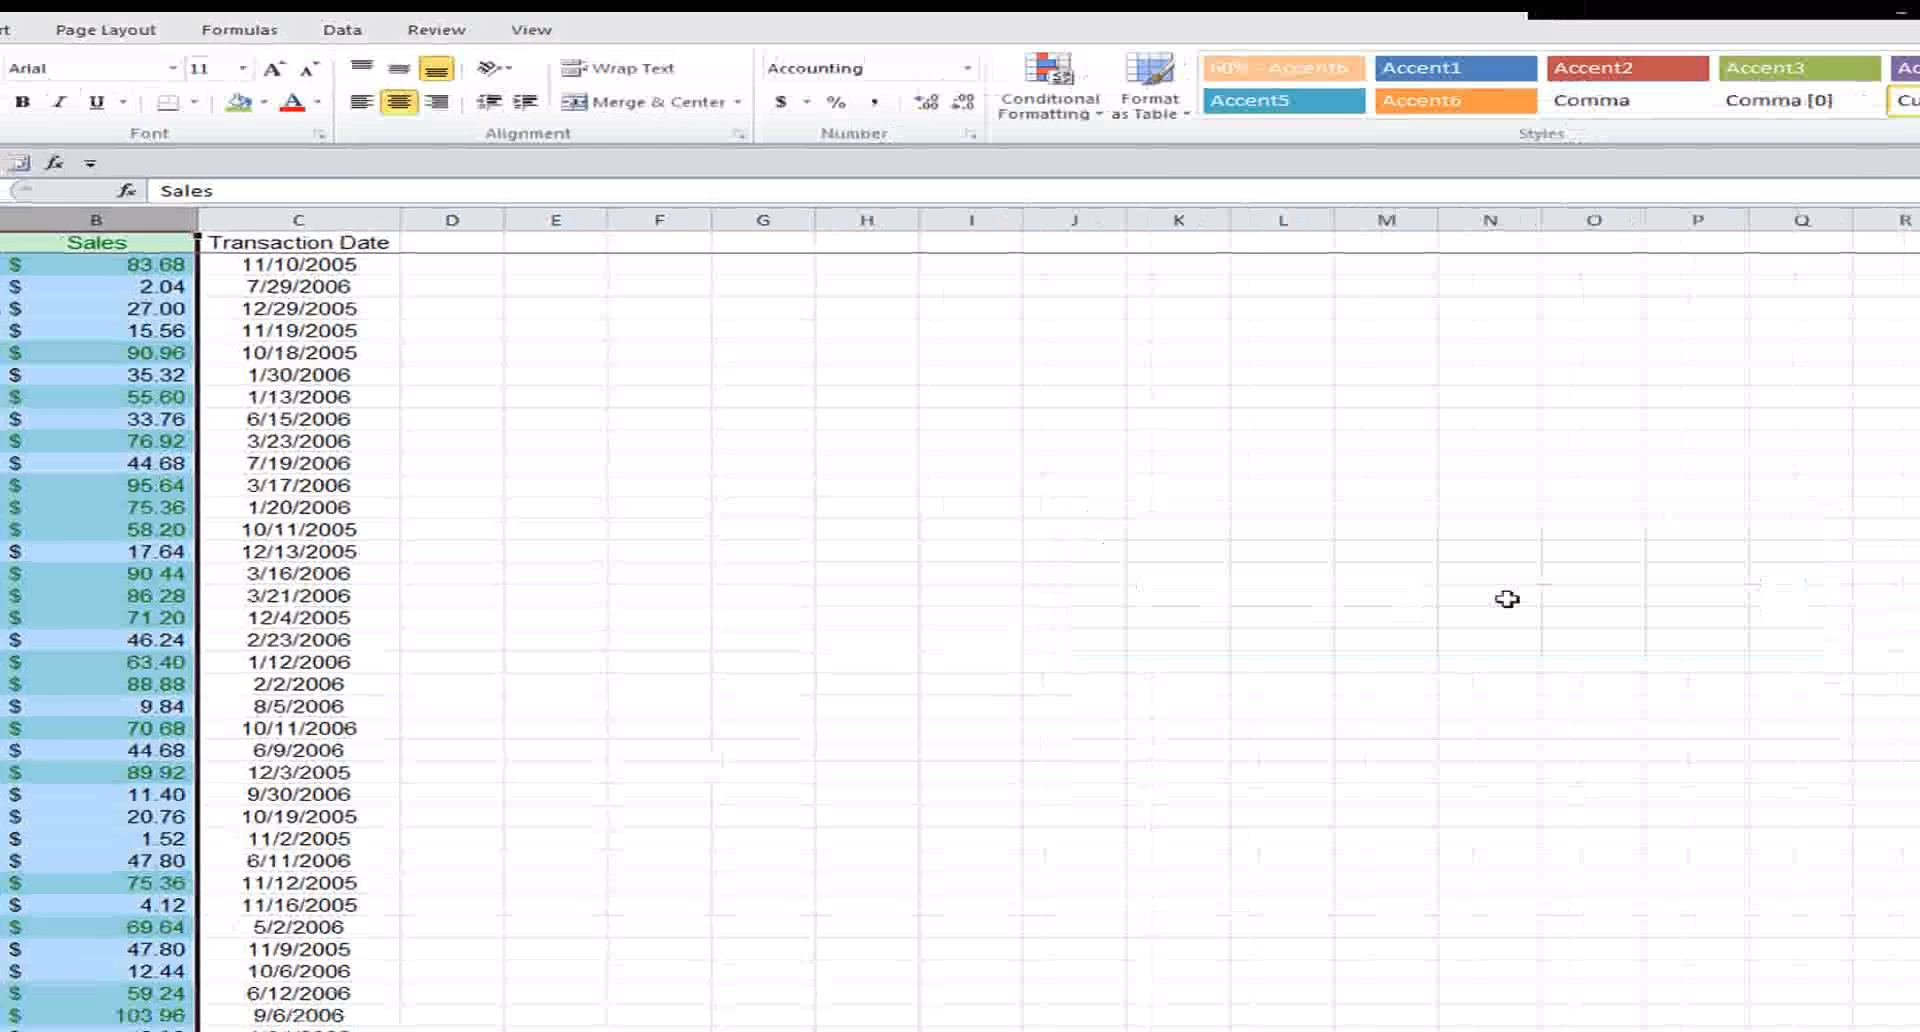 Page Layout Formulas Data Review View
Arial 11 Wrap Text Accounting Conditional Formatting Format as Table Accent1 Accent2 Accent3
B I U Merge & Center $ % , Accent5 Accent6 Comma Comma [0]
Font Alignment Number Styles
fx
fx Sales
B C D E F G H I J K L M N O P Q R
Sales Transaction Date
$ 83.68 11/10/2005
$ 2.04 7/29/2006
$ 27.00 12/29/2005
$ 15.56 11/19/2005
$ 90.96 10/18/2005
$ 35.32 1/30/2006
$ 55.60 1/13/2006
$ 33.76 6/15/2006
$ 76.92 3/23/2006
$ 44.68 7/19/2006
$ 95.64 3/17/2006
$ 75.36 1/20/2006
$ 58.20 10/11/2005
$ 17.64 12/13/2005
$ 90.44 3/16/2006
$ 86.28 3/21/2006
$ 71.20 12/4/2005
$ 46.24 2/23/2006
$ 63.40 1/12/2006
$ 88.88 2/2/2006
$ 9.84 8/5/2006
$ 70.68 10/11/2006
$ 44.68 6/9/2006
$ 89.92 12/3/2005
$ 11.40 9/30/2006
$ 20.76 10/19/2005
$ 1.52 11/2/2005
$ 47.80 6/11/2006
$ 75.36 11/12/2005
$ 4.12 11/16/2005
$ 69.64 5/2/2006
$ 47.80 11/9/2005
$ 12.44 10/6/2006
$ 59.24 6/12/2006
$ 103.96 9/6/2006